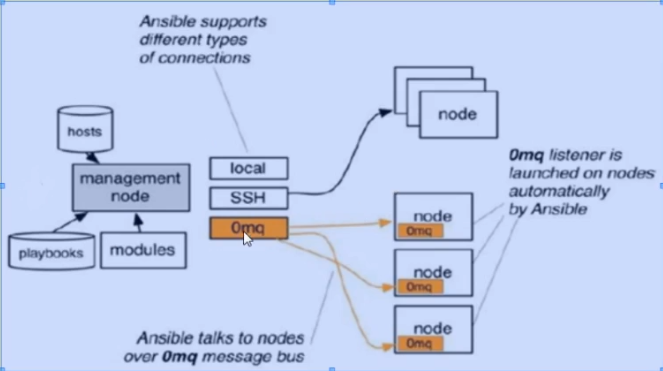 Ansible supports
different types
of connections
hosts
management
node
playbooks
modules
local
SSH
0mq
node
0mq listener is
launched on nodes
automatically
by Ansible
node
0mq
node
0mq
node
0mq
Ansible talks to nodes
over 0mq message bus